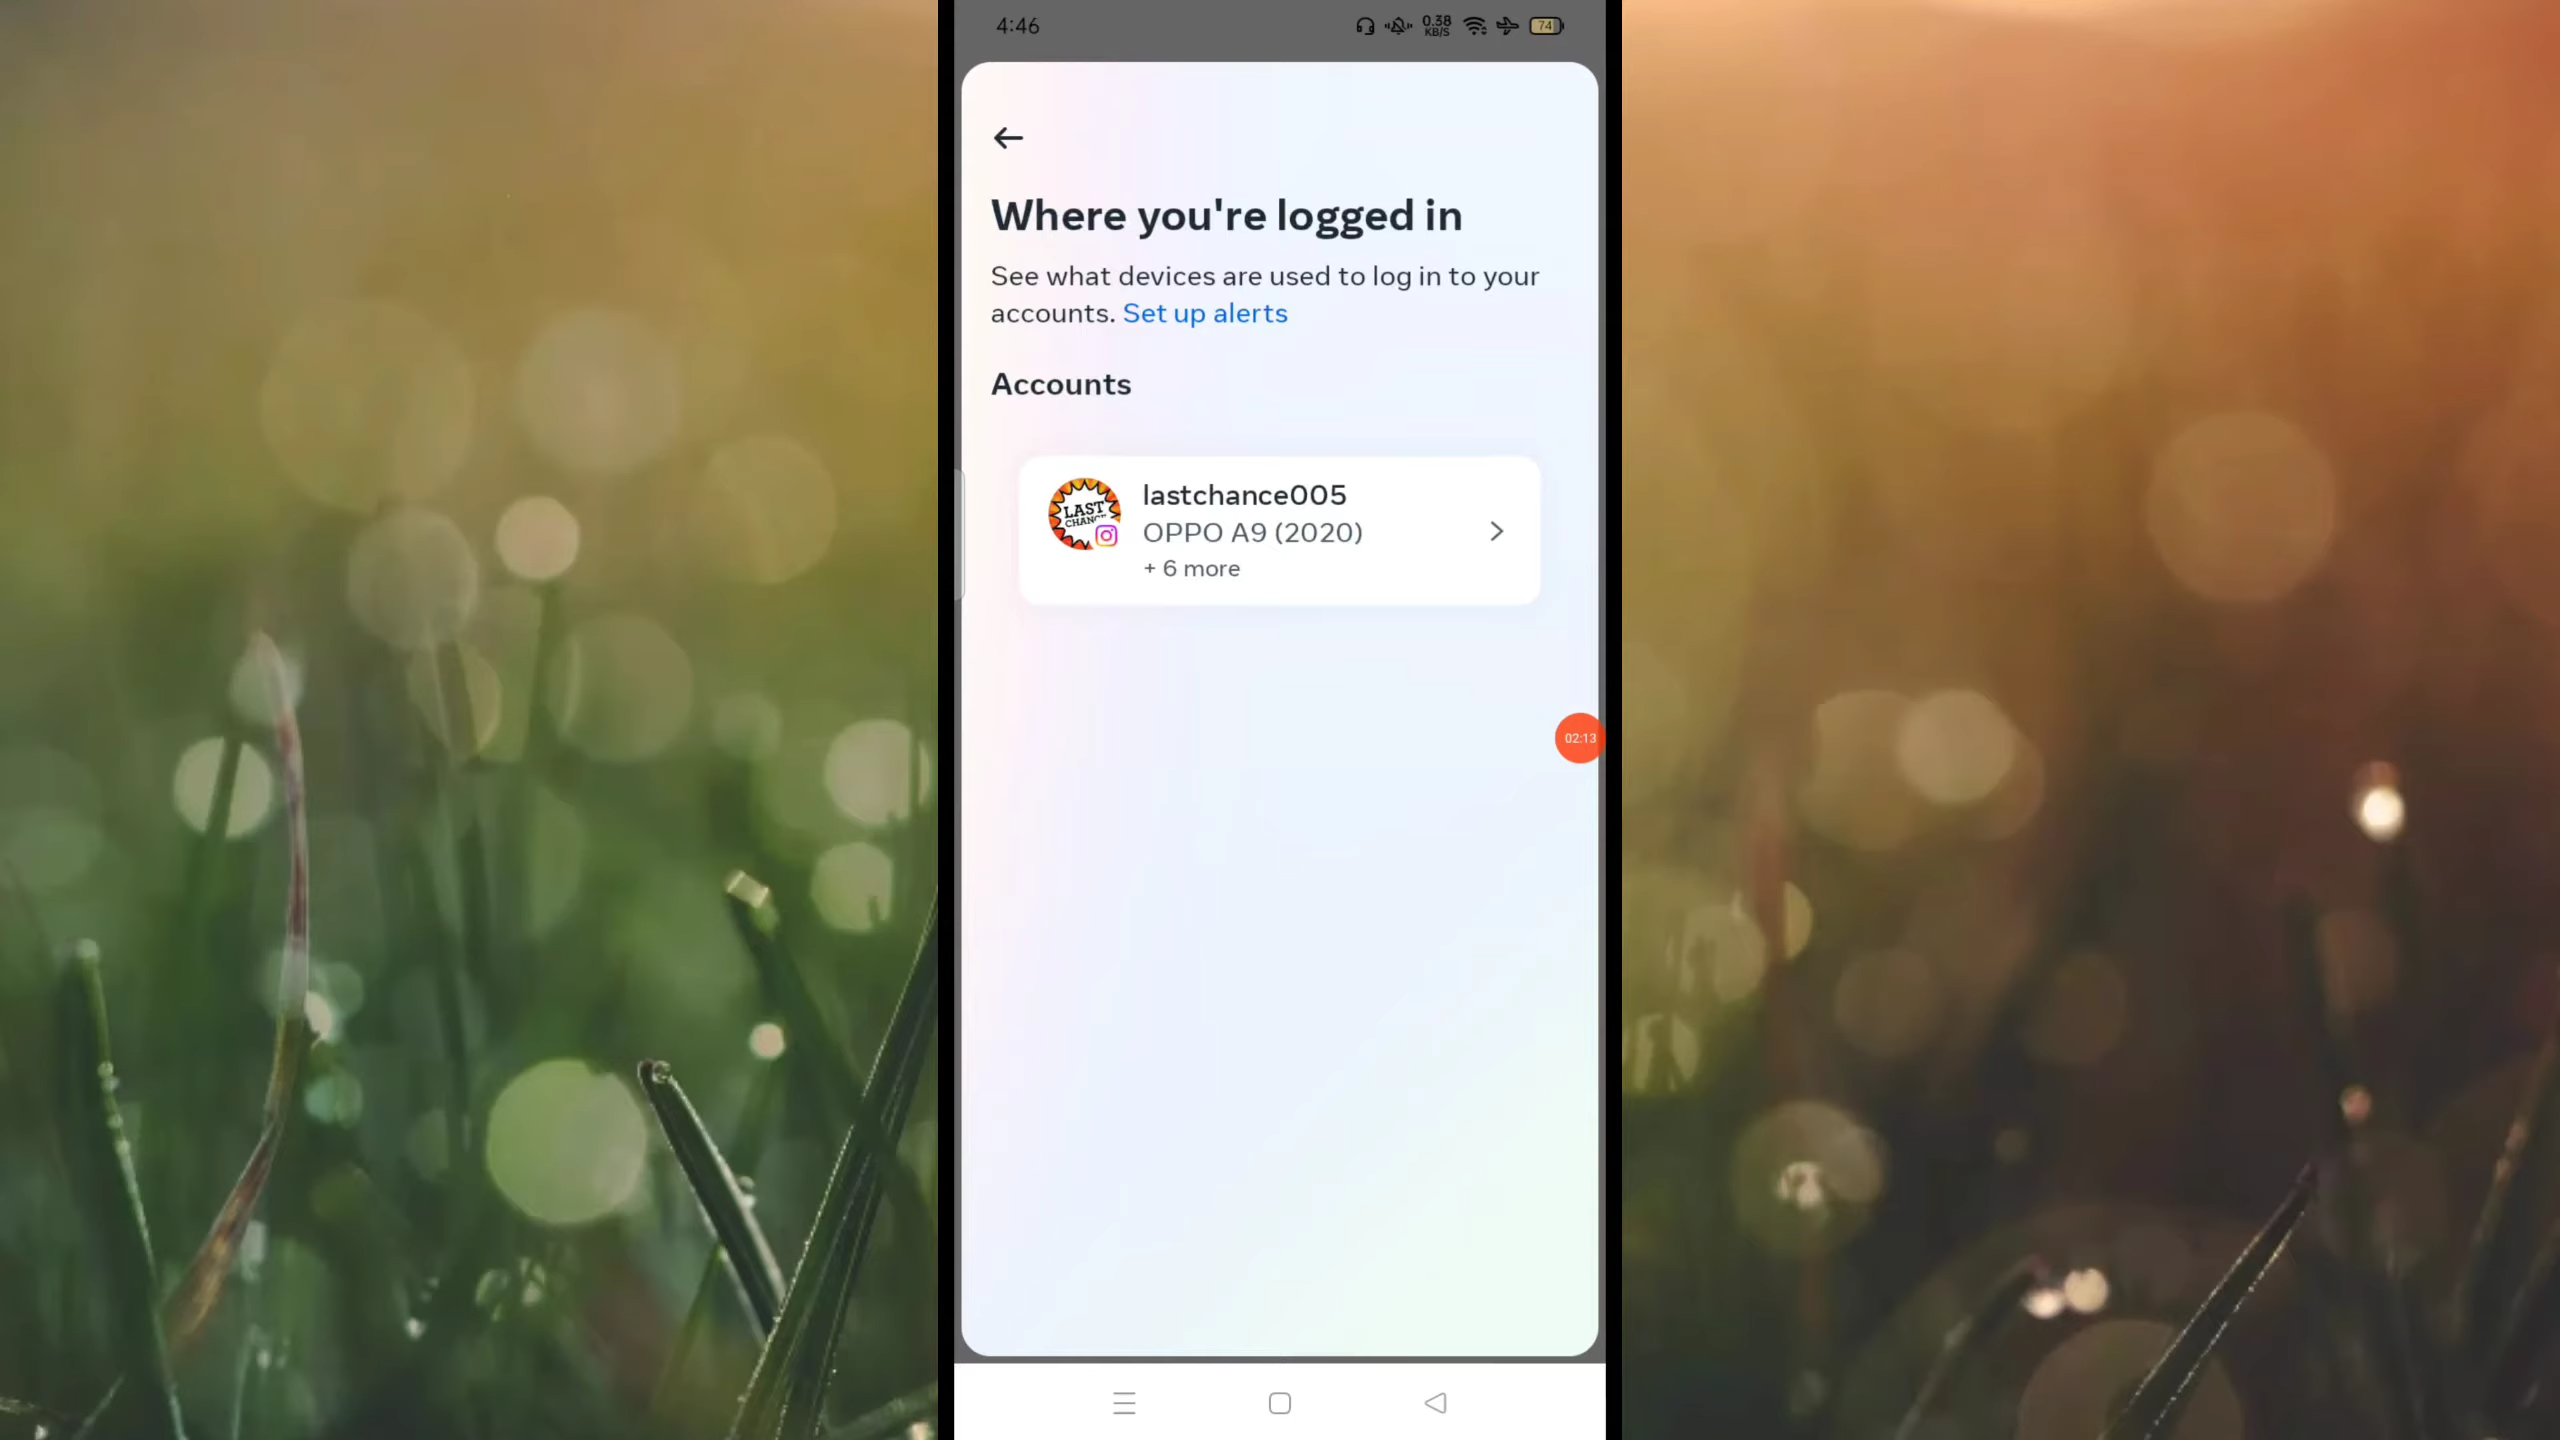 4:46
0.38
KB/S
74
Where you're logged in
See what devices are used to log in to your
accounts. Set up alerts
Accounts
LAST
CHANCE
lastchance005
OPPO A9 (2020)
+ 6 more
02:13